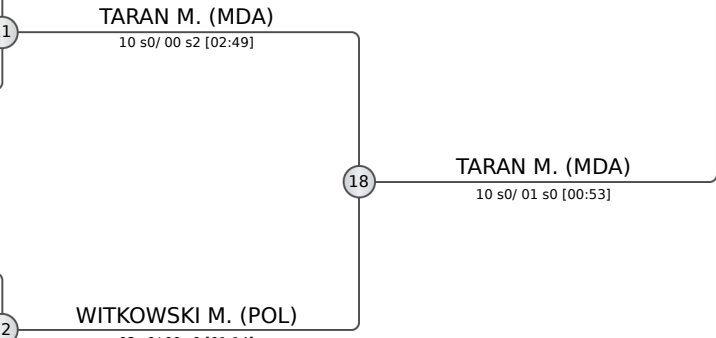 TARAN M. (MDA)
1
10 s0/ 00 s2 [02:49]
TARAN M. (MDA)
18
10 s0/ 01 s0 [00:53]
WITKOWSKI M. (POL)
2